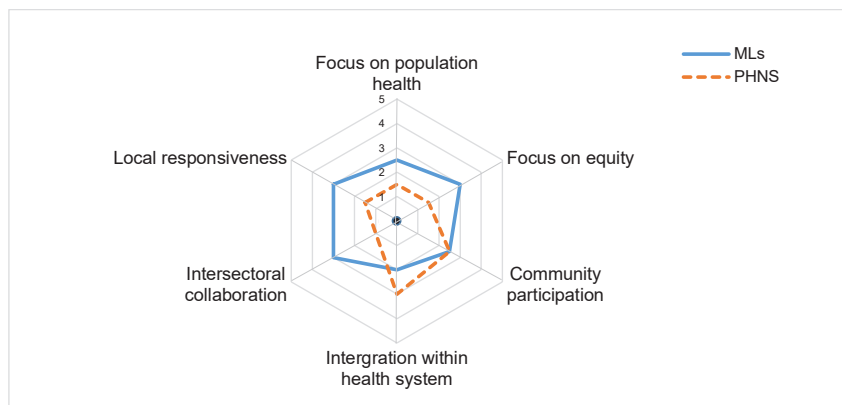 MLs
PHNS
Focus on population
health
5
4
3
2
1
Local responsiveness
Focus on equity
Intersectoral
collaboration
Community
participation
Intergration within
health system